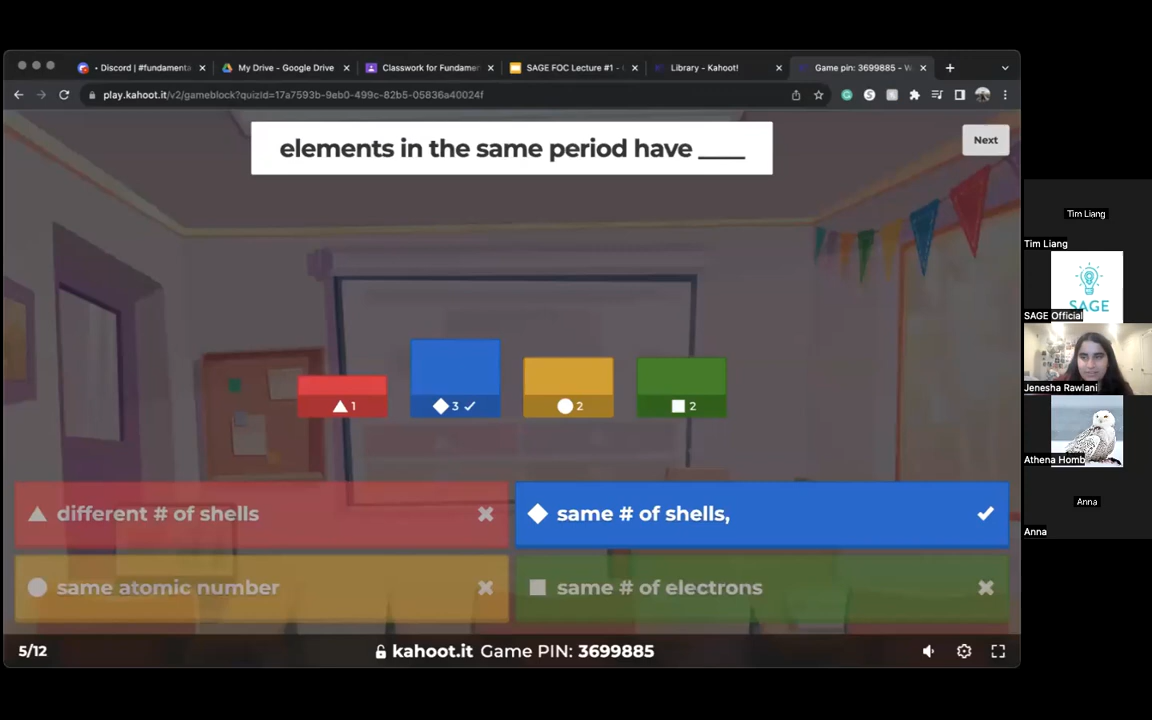 • Discord | #fundamenta
My Drive - Google Drive
Classwork for Fundamen
SAGE FOC Lecture #1 -
Library - Kahoot!
Game pin: 3699885 - W
play.kahoot.it/v2/gameblock?quizId=17a7593b-9eb0-499c-82b5-05836a40024f
elements in the same period have ____
Next
1
3
2
2
different # of shells
same # of shells,
same atomic number
same # of electrons
5/12
kahoot.it Game PIN: 3699885
Tim Liang
Tim Liang
SAGE
SAGE Official
Jenesha Rawlani
Athena Homb
Anna
Anna